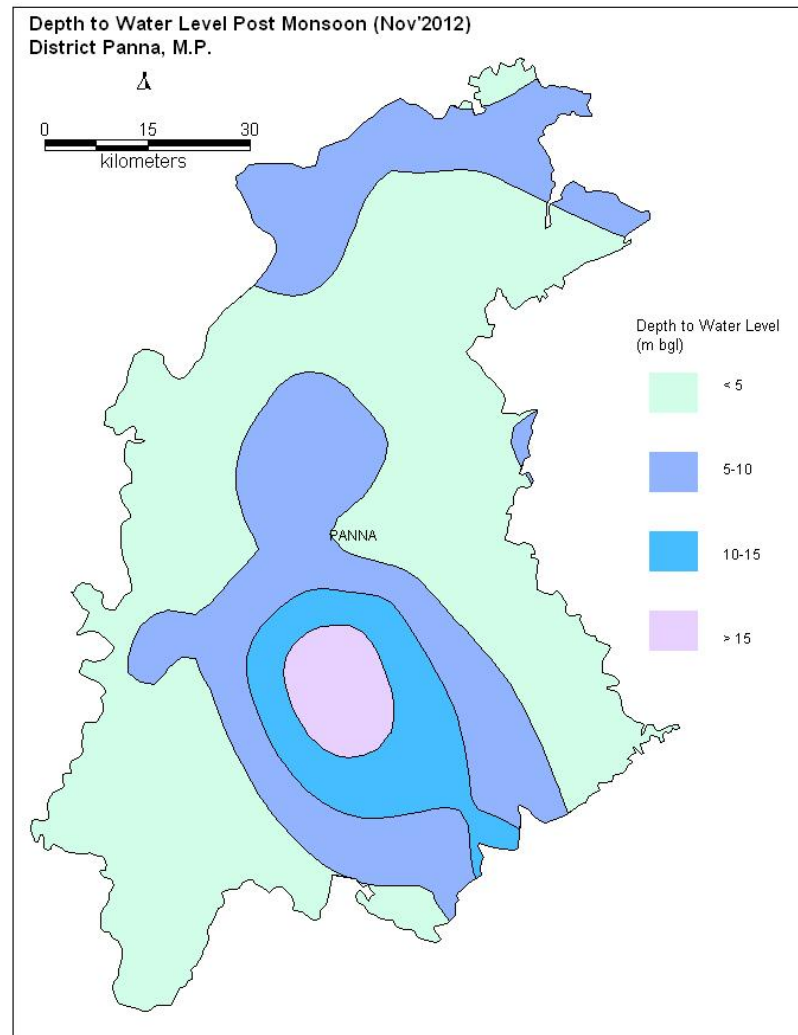 Depth to Water Level Post Monsoon (Nov'2012)
District Panna, M.P.
0 15 30
kilometers
Depth to Water Level
(m bgl)
< 5
5-10
PANNA
10-15
> 15